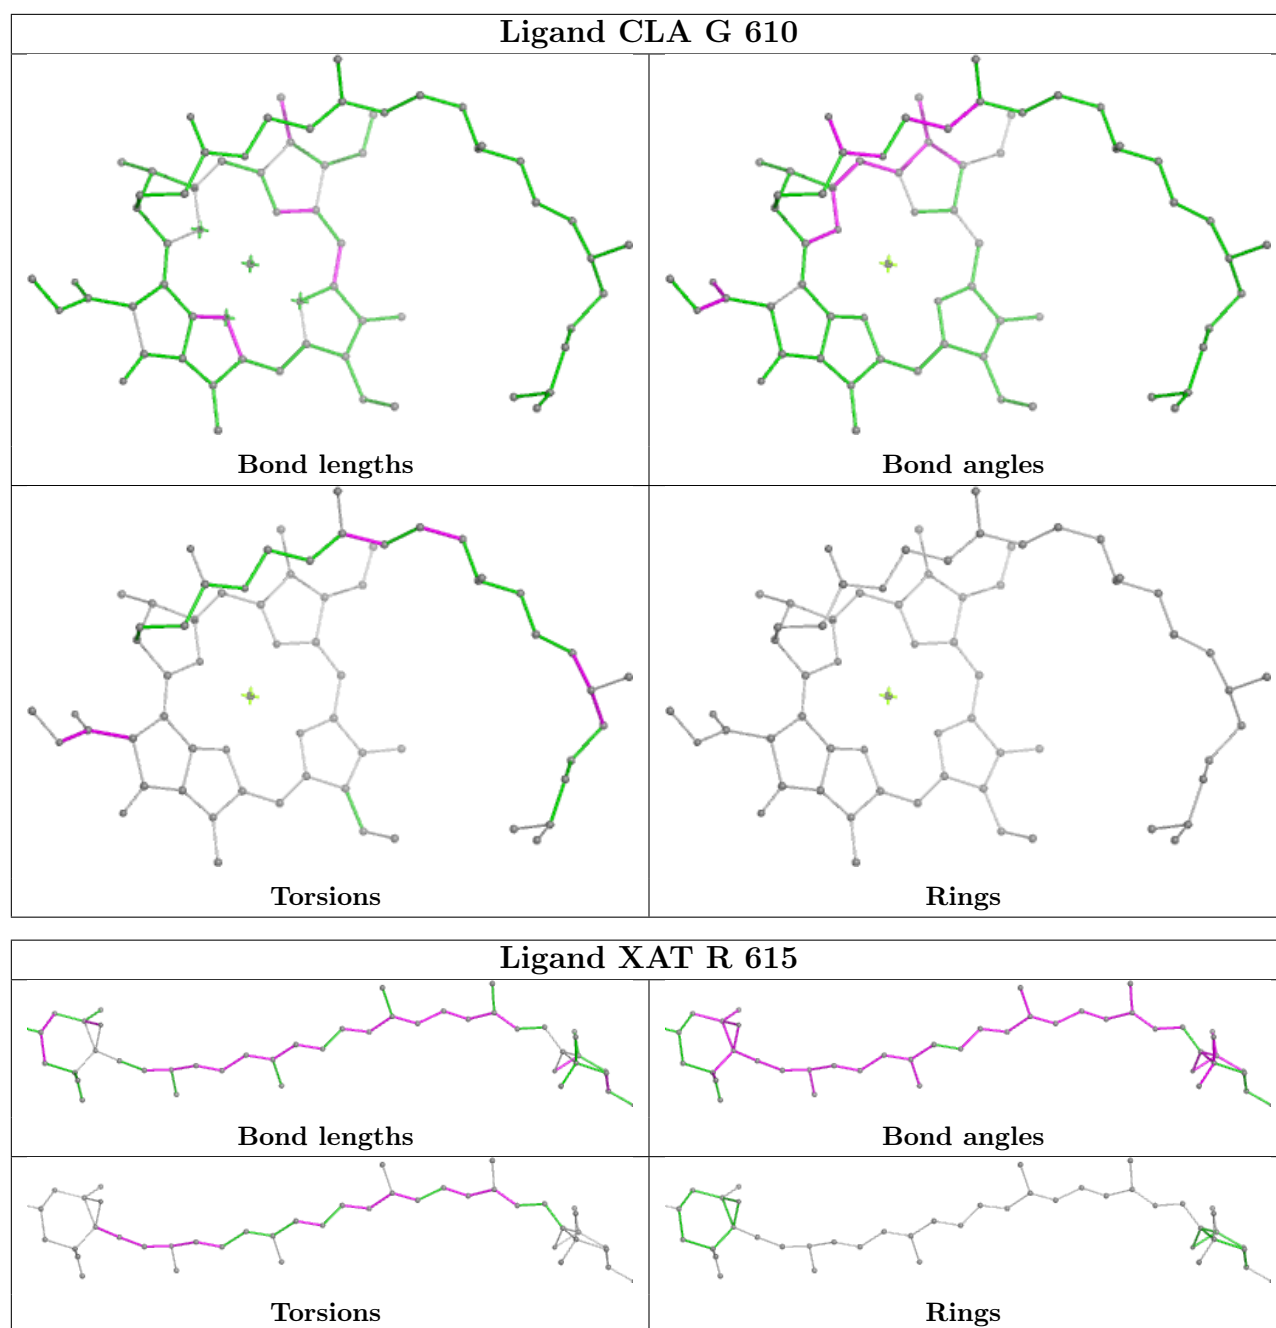 Ligand CLA G 610
Bond lengths
Bond angles
Torsions
Rings
Ligand XAT R 615
Bond lengths
Bond angles
Torsions
Rings